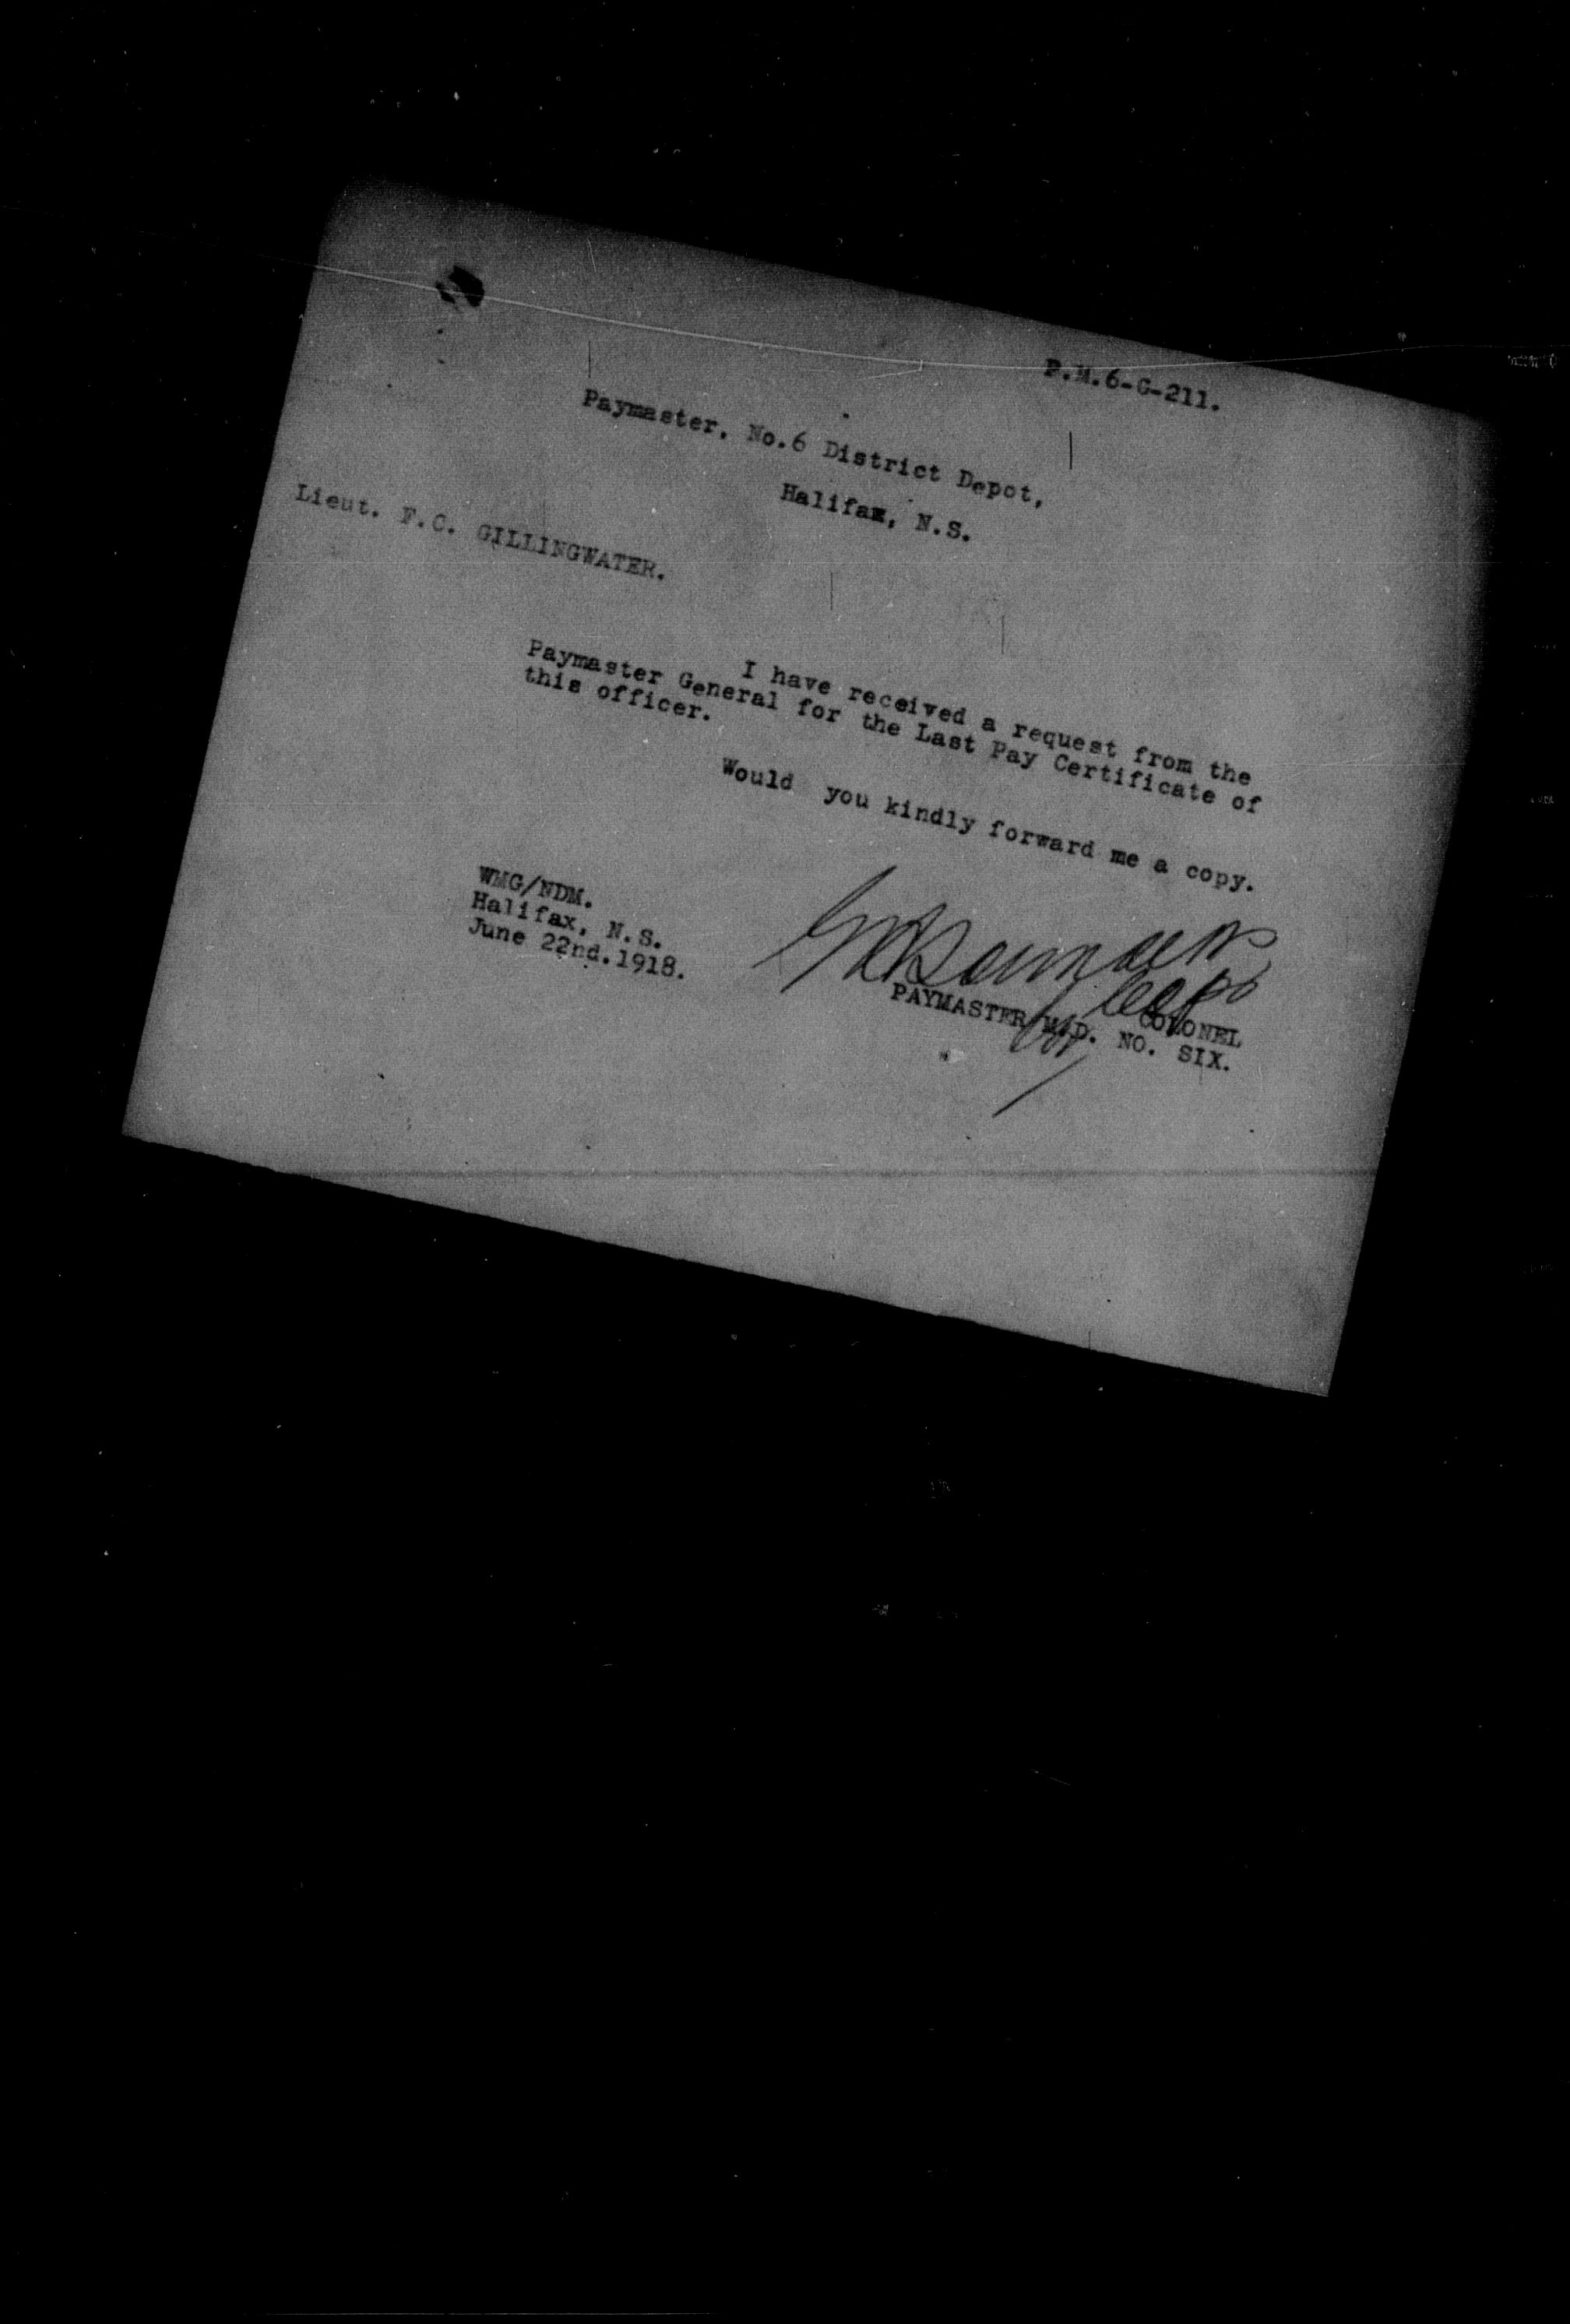 P.M.6-G-211.
Paymaster, No.6 District Depot,
Halifax, N.S.
Lieut. F.C. GILLINGWATER.
I have received a request from the
Paymaster General for the Last Pay Certificate of
this officer.
Would you kindly forward me a copy.
WMG/NDM.
Halifax, N.S.
June 22nd.1918.
Capt
COLONEL
for
PAYMASTER M.D. NO. SIX.